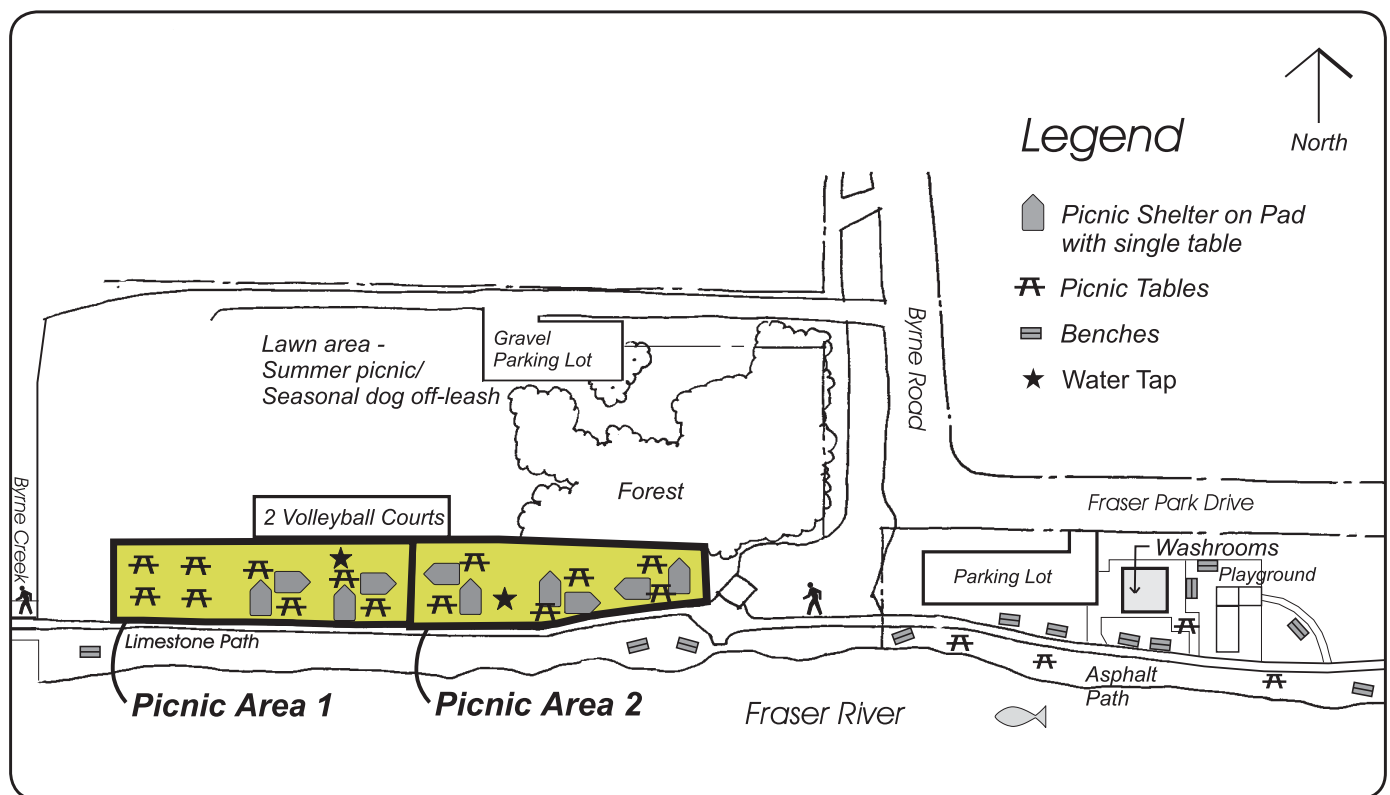 North
Legend
Picnic Shelter on Pad
with single table
Picnic Tables
Benches
Water Tap
Byrne Road
Gravel
Parking Lot
Lawn area -
Summer picnic/
Seasonal dog off-leash
Forest
Byrne Creek
2 Volleyball Courts
Fraser Park Drive
Washrooms
Playground
Parking Lot
Limestone Path
Asphalt
Path
Picnic Area 1
Picnic Area 2
Fraser River